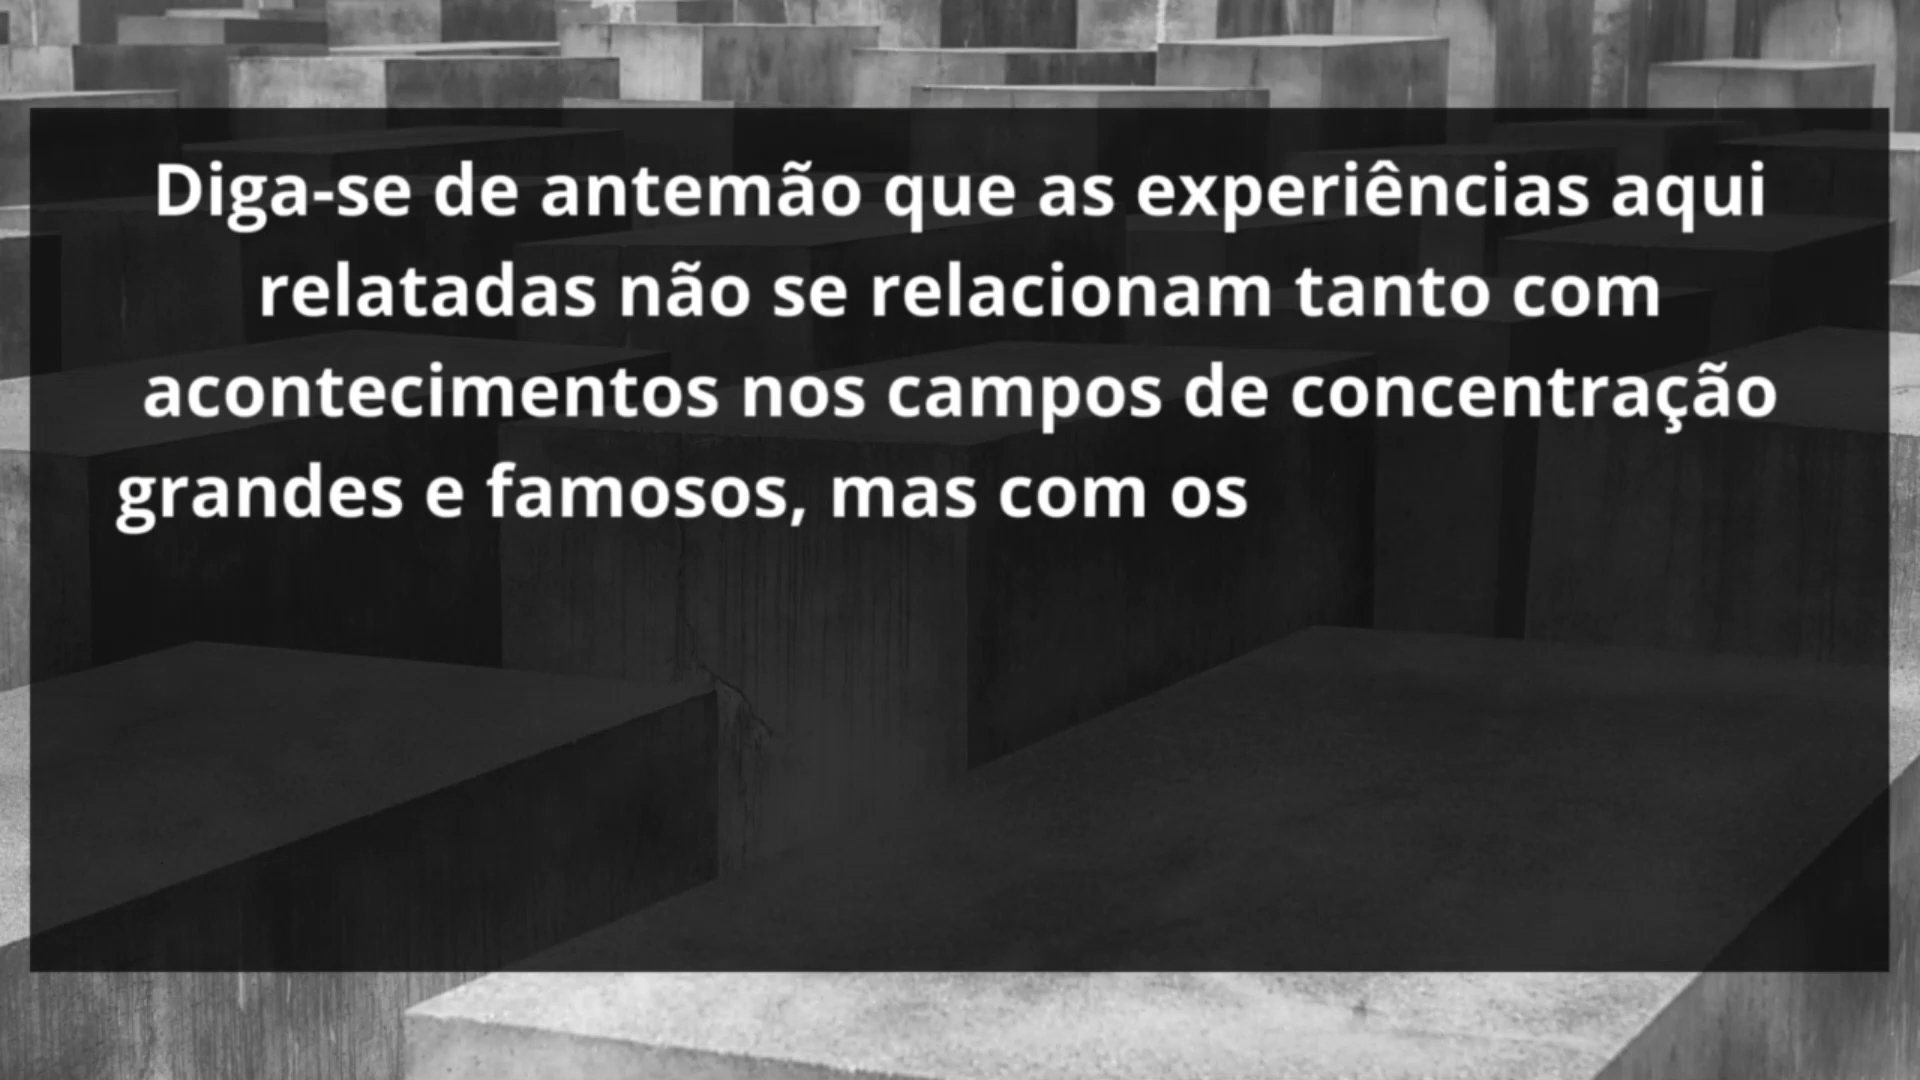 Diga-se de antemão que as experiências aqui
relatadas não se relacionam tanto com
acontecimentos nos campos de concentração
grandes e famosos, mas com os